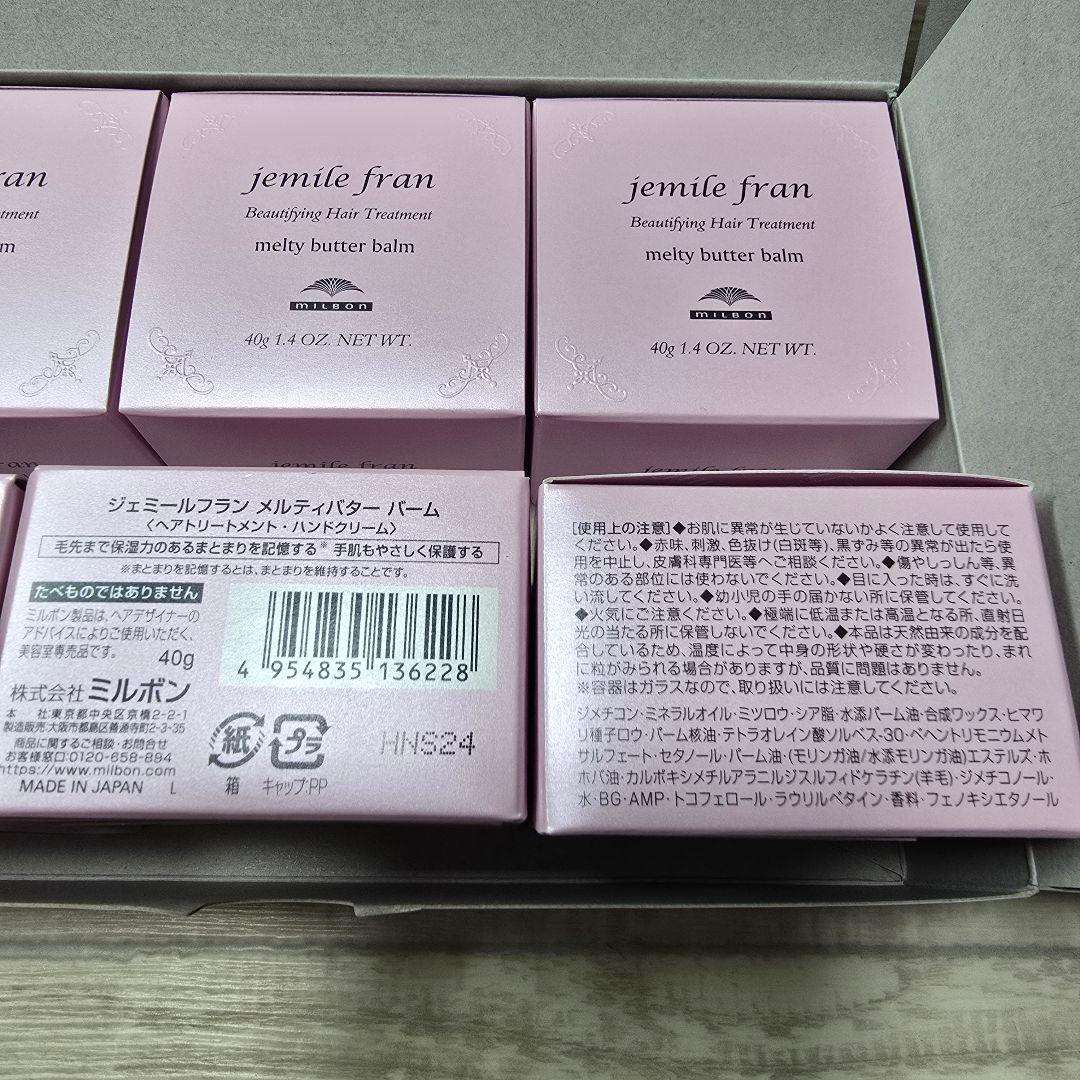 ran
tment
m
jemile fran
Beautifying Hair Treatment
melty butter balm
MILBON
40g 1.4 OZ. NET WT.
jemile fran
Beautifying Hair Treatment
melty butter balm
MILBON
40g 1.4 OZ. NET WT.
jemile fran
jemile fran
ジェミールフラン メルティバター バーム
〈ヘアトリートメント・ハンドクリーム〉
毛先まで保湿力のあるまとまりを記憶する※ 手肌もやさしく保護する
※まとまりを記憶するとは、まとまりを維持することです。
たべものではありません
ミルボン製品は、ヘアデザイナーの
アドバイスによりご使用いただく、
美容室専売品です。 40g
4 954835 136228
株式会社 ミルボン
本 社:東京都中央区京橋2-2-1
製造販売:大阪市都島区善源寺町2-3-35
商品に関するご相談・お問合せ
お客様窓口:0120-658-894
https://www.milbon.com
MADE IN JAPAN L
紙
箱
プラ
キャップ:PP
HNS24
[使用上の注意]◆お肌に異常が生じていないかよく注意して使用して
ください。◆赤味、刺激、色抜け(白斑等)、黒ずみ等の異常が出たら使
用を中止し、皮膚科専門医等へご相談ください。◆傷やしっしん等、異
常のある部位には使わないでください。◆目に入った時は、すぐに洗
い流してください。◆幼小児の手の届かない所に保管してください。
◆火気にご注意ください。◆極端に低温または高温となる所、直射日
光の当たる所に保管しないでください。◆本品は天然由来の成分を配
合しているため、温度によって中身の形状や硬さが変わったり、まれ
に粒がみられる場合がありますが、品質に問題はありません。
※容器はガラスなので、取り扱いには注意してください。
ジメチコン・ミネラルオイル・ミツロウ・シア脂・水添パーム油・合成ワックス・ヒマワ
リ種子ロウ・パーム核油・テトラオレイン酸ソルベス-30・ベヘントリモニウムメト
サルフェート・セタノール・パーム油・(モリンガ油/水添モリンガ油)エステルズ・ホ
ホバ油・カルボキシメチルアラニルジスルフィドケラチン(羊毛)・ジメチコノール・
水・BG・AMP・トコフェロール・ラウリルベタイン・香料・フェノキシエタノール